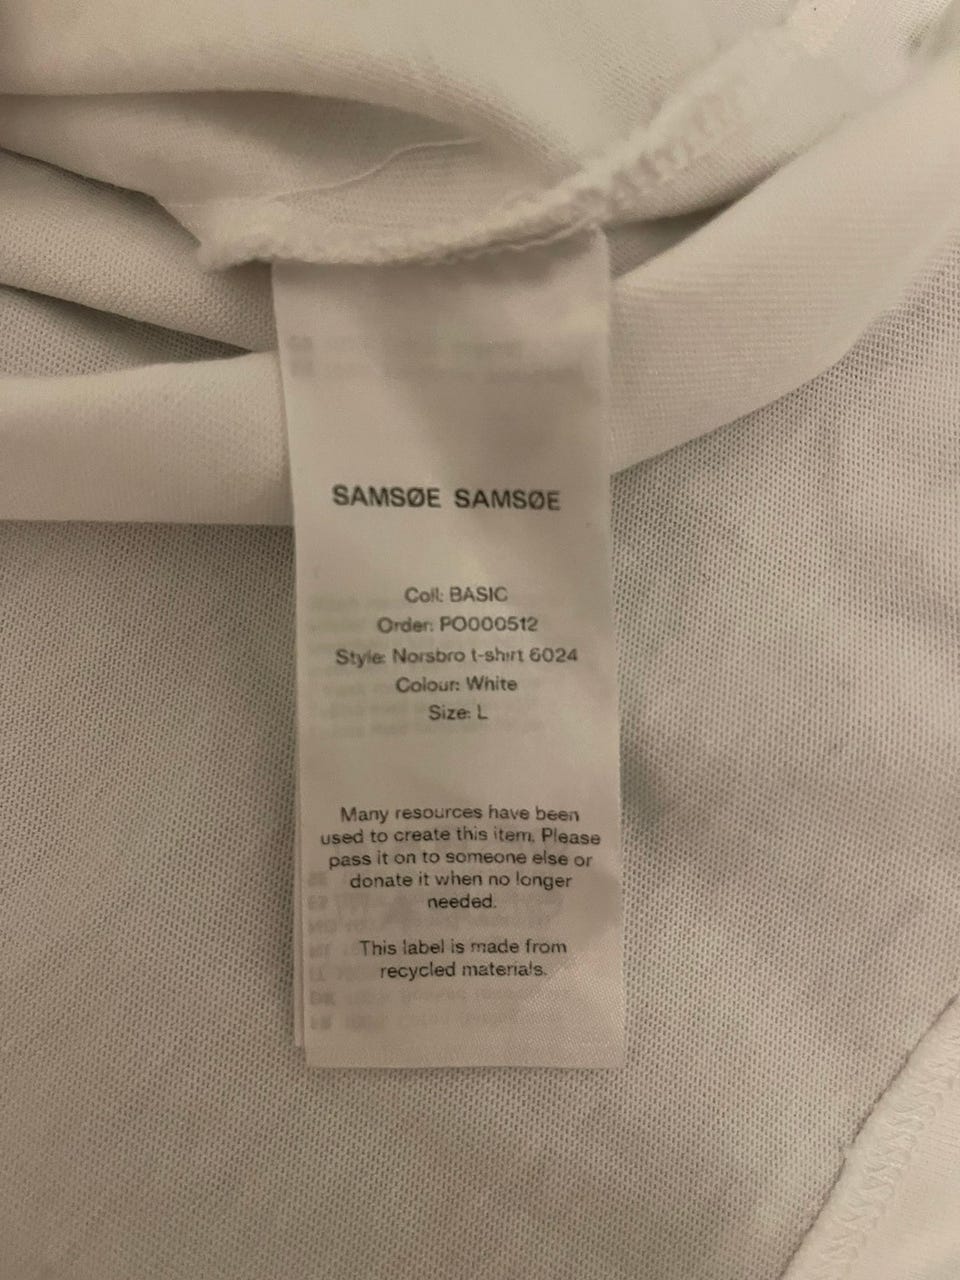 SAMSØE SAMSØE
Coll: BASIC
Order: PO000512
Style: Norsbro t-shirt 6024
Colour: White
Size: L
Many resources have been
used to create this item. Please
pass it on to someone else or
donate it when no longer
needed.
This label is made from
recycled materials.